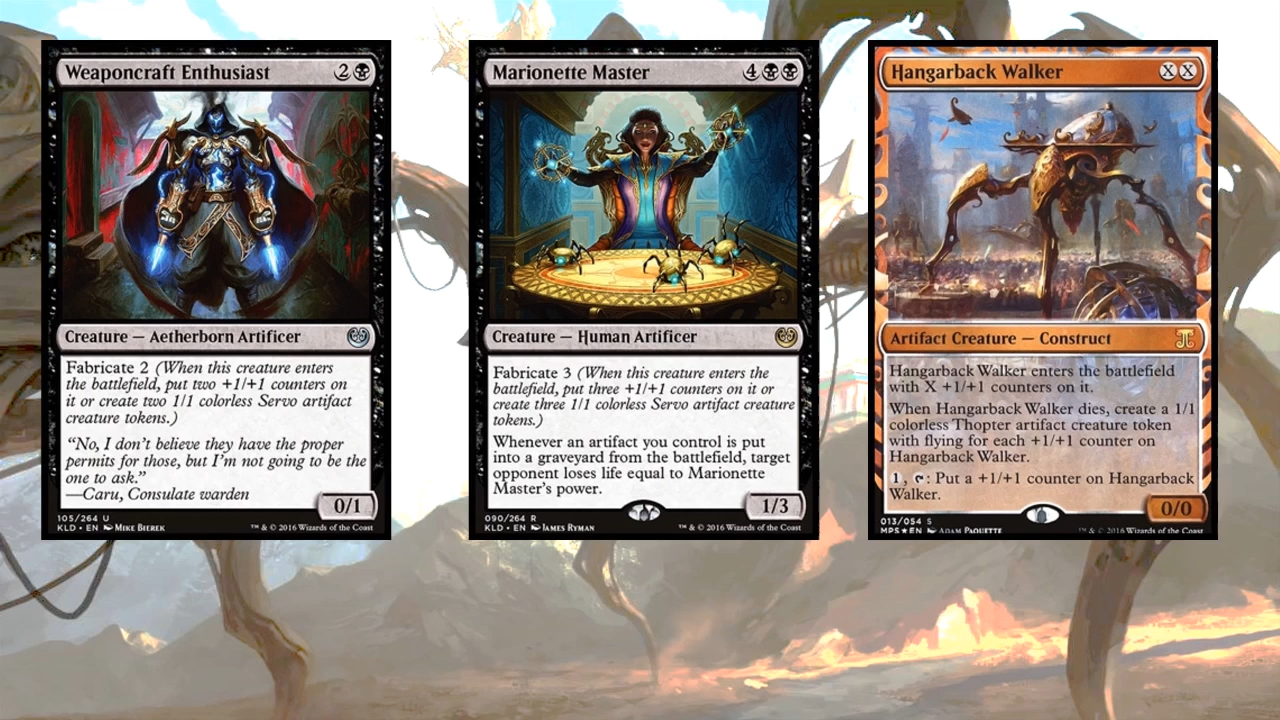 Weaponcraft Enthusiast 2
Creature — Aetherborn Artificer
Fabricate 2 (When this creature enters
the battlefield, put two +1/+1 counters on
it or create two 1/1 colorless Servo artifact
creature tokens.)
“No, I don’t believe they have the proper
permits for those, but I’m not going to be the
one to ask.”
—Caru, Consulate warden
0/1
105/264 U
KLD • EN Mike Bierek
™ & © 2016 Wizards of the Coast
Marionette Master 4
Creature — Human Artificer
Fabricate 3 (When this creature enters the
battlefield, put three +1/+1 counters on it or
create three 1/1 colorless Servo artifact creature
tokens.)
Whenever an artifact you control is put
into a graveyard from the battlefield, target
opponent loses life equal to Marionette
Master’s power.
1/3
090/264 R
KLD • EN James Ryman
™ & © 2016 Wizards of the Coast
Hangarback Walker X X
Artifact Creature — Construct
Hangarback Walker enters the battlefield
with X +1/+1 counters on it.
When Hangarback Walker dies, create a 1/1
colorless Thopter artifact creature token
with flying for each +1/+1 counter on
Hangarback Walker.
1, T: Put a +1/+1 counter on Hangarback
Walker.
0/0
013/054 S
MPS★EN Adam Paquette
™ & © 2016 Wizards of the Coast